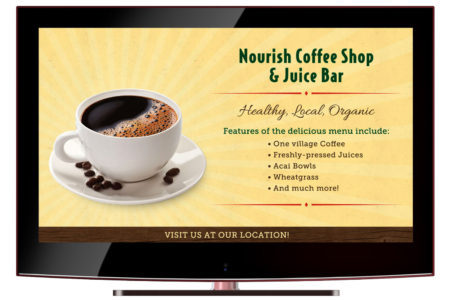 Nourish Coffee Shop
& Juice Bar
Healthy, Local, Organic
Features of the delicious menu include:
• One village Coffee
• Freshly-pressed Juices
• Acai Bowls
• Wheatgrass
• And much more!
VISIT US AT OUR LOCATION!